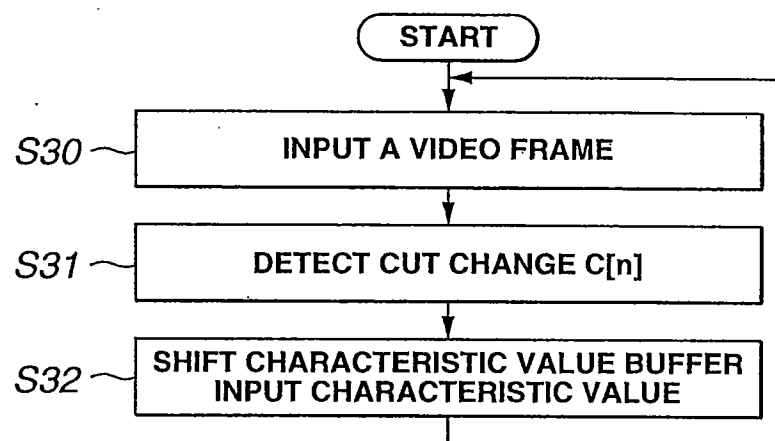 START
S30
INPUT A VIDEO FRAME
S31
DETECT CUT CHANGE C[n]
S32
SHIFT CHARACTERISTIC VALUE BUFFER
INPUT CHARACTERISTIC VALUE